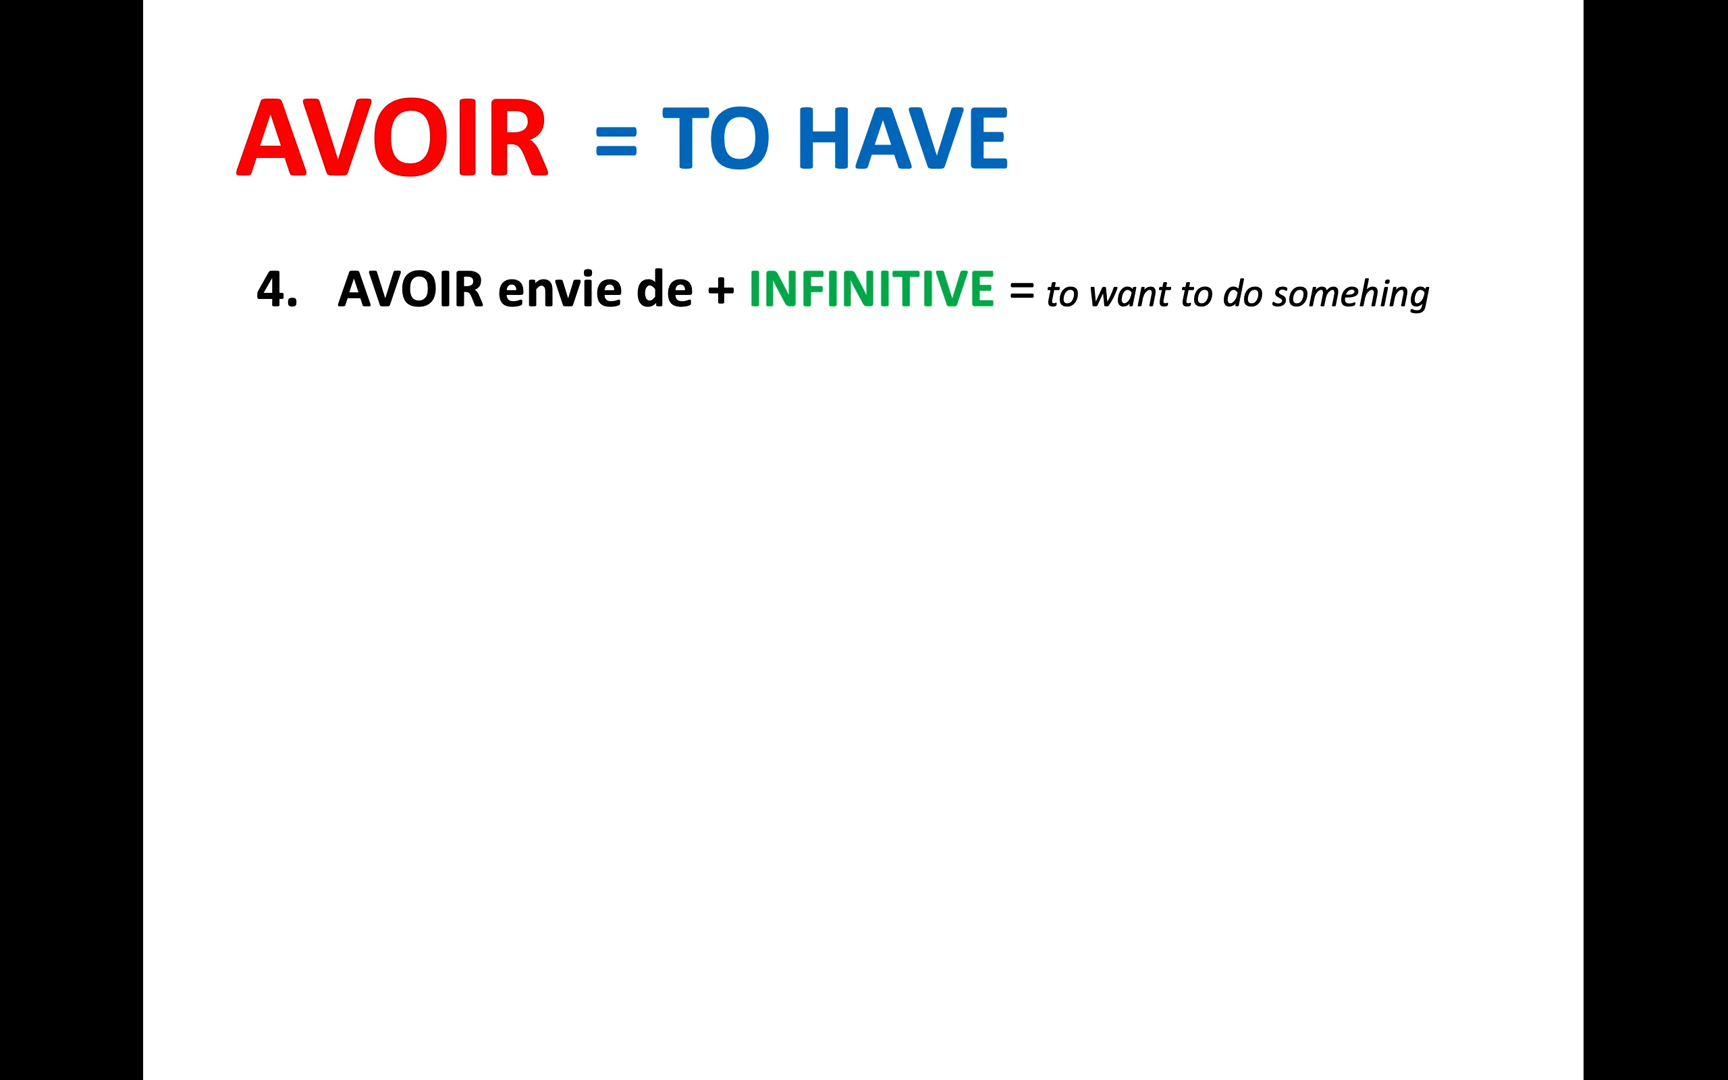 AVOIR = TO HAVE
4. AVOIR envie de + INFINITIVE = to want to do somehing